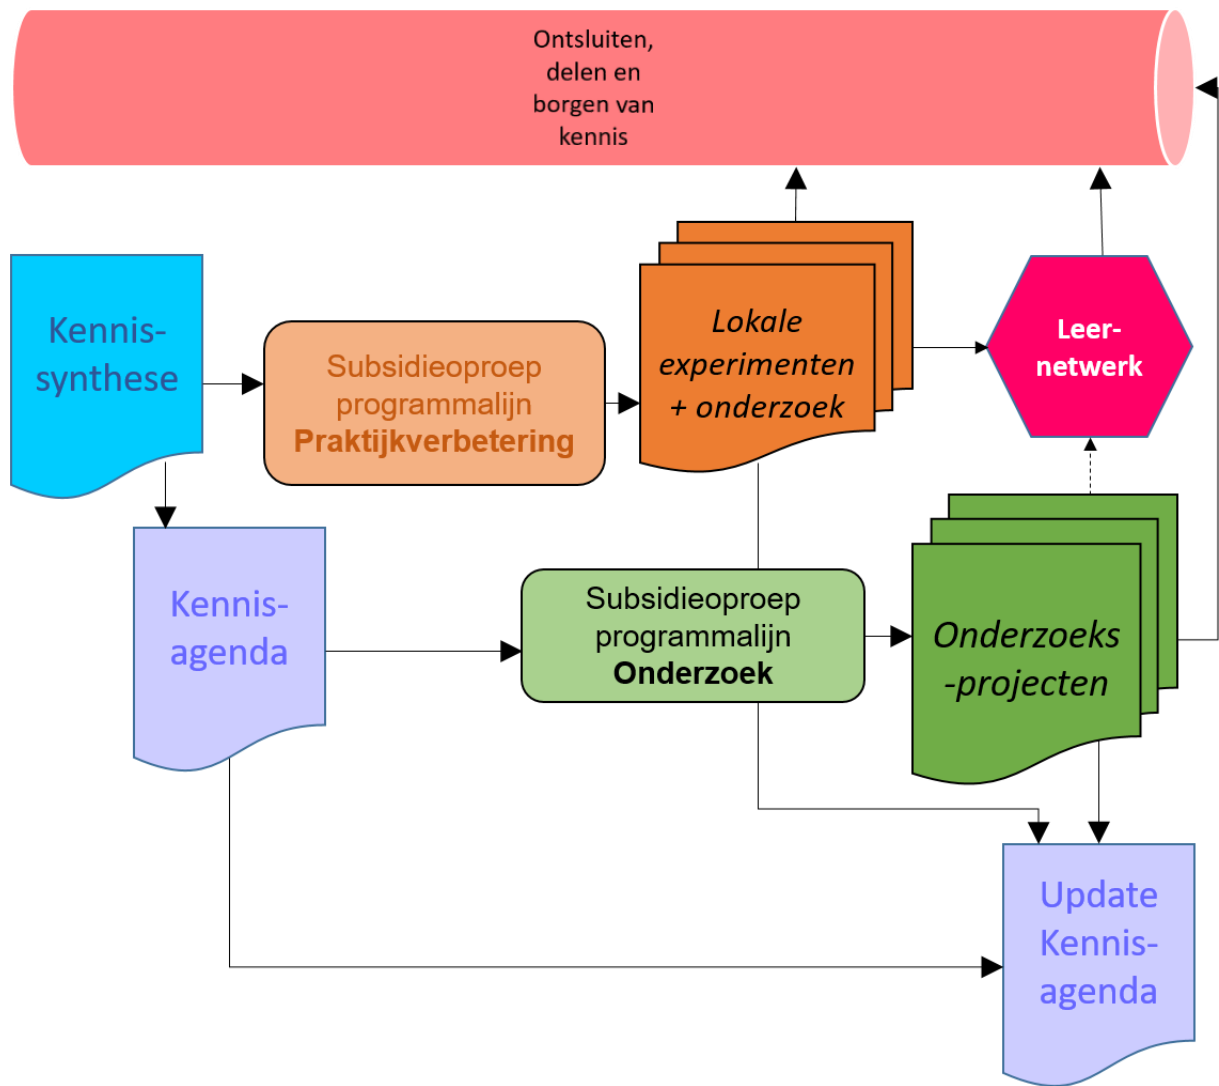 Ontsluiten,
delen en
borgen van
kennis
Kennis-
synthese
Subsidieoproep
programmalijn
Praktijkverbetering
Lokale
experimenten
+ onderzoek
Leer-
netwerk
Kennis-
agenda
Subsidieoproep
programmalijn
Onderzoek
Onderzoeks
-projecten
Update
Kennis-
agenda